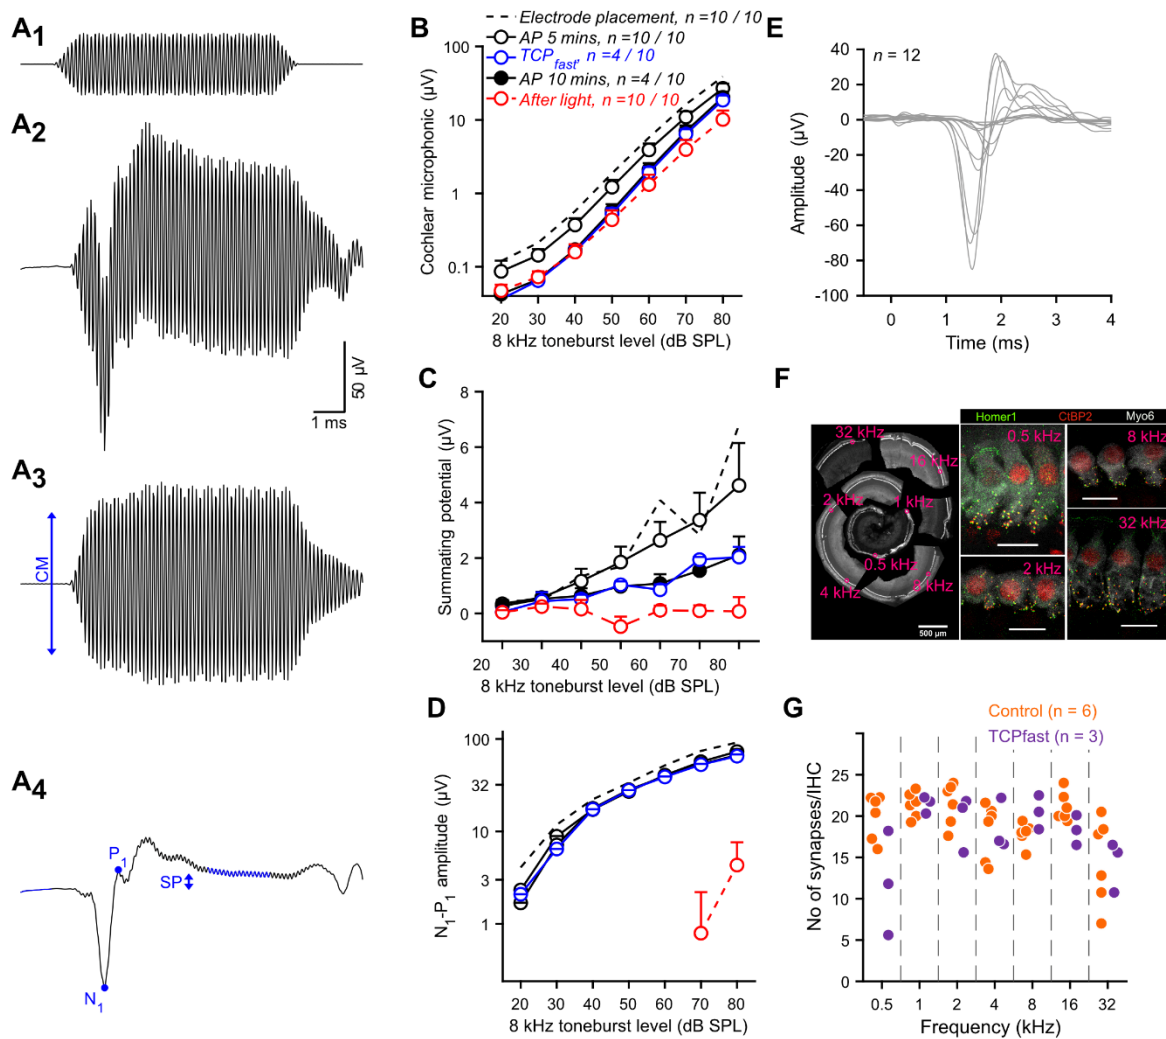 A1
A2
50 µV
1 ms
A3
CM
A4
P1
SP
N1
B
Electrode placement, n =10 / 10
AP 5 mins, n =10 / 10
TCPfast, n =4 / 10
AP 10 mins, n =4 / 10
After light, n =10 / 10
Cochlear microphonic (µV)
100
10
1
0.1
20 30 40 50 60 70 80
8 kHz toneburst level (dB SPL)
C
Summating potential (µV)
8
6
4
2
0
20 30 40 50 60 70 80
8 kHz toneburst level (dB SPL)
D
N1-P1 amplitude (µV)
100
32
10
3
1
20 30 40 50 60 70 80
8 kHz toneburst level (dB SPL)
E
n = 12
Amplitude (µV)
40
20
0
-20
-40
-60
-80
-100
0 1 2 3 4
Time (ms)
F
Homer1 CtBP2 Myo6
32 kHz
16 kHz
2 kHz
1 kHz
0.5 kHz
4 kHz
8 kHz
500 µm
0.5 kHz
8 kHz
2 kHz
32 kHz
G
Control (n = 6)
TCPfast (n = 3)
No of synapses/IHC
25
20
15
10
5
0
0.5 1 2 4 8 16 32
Frequency (kHz)